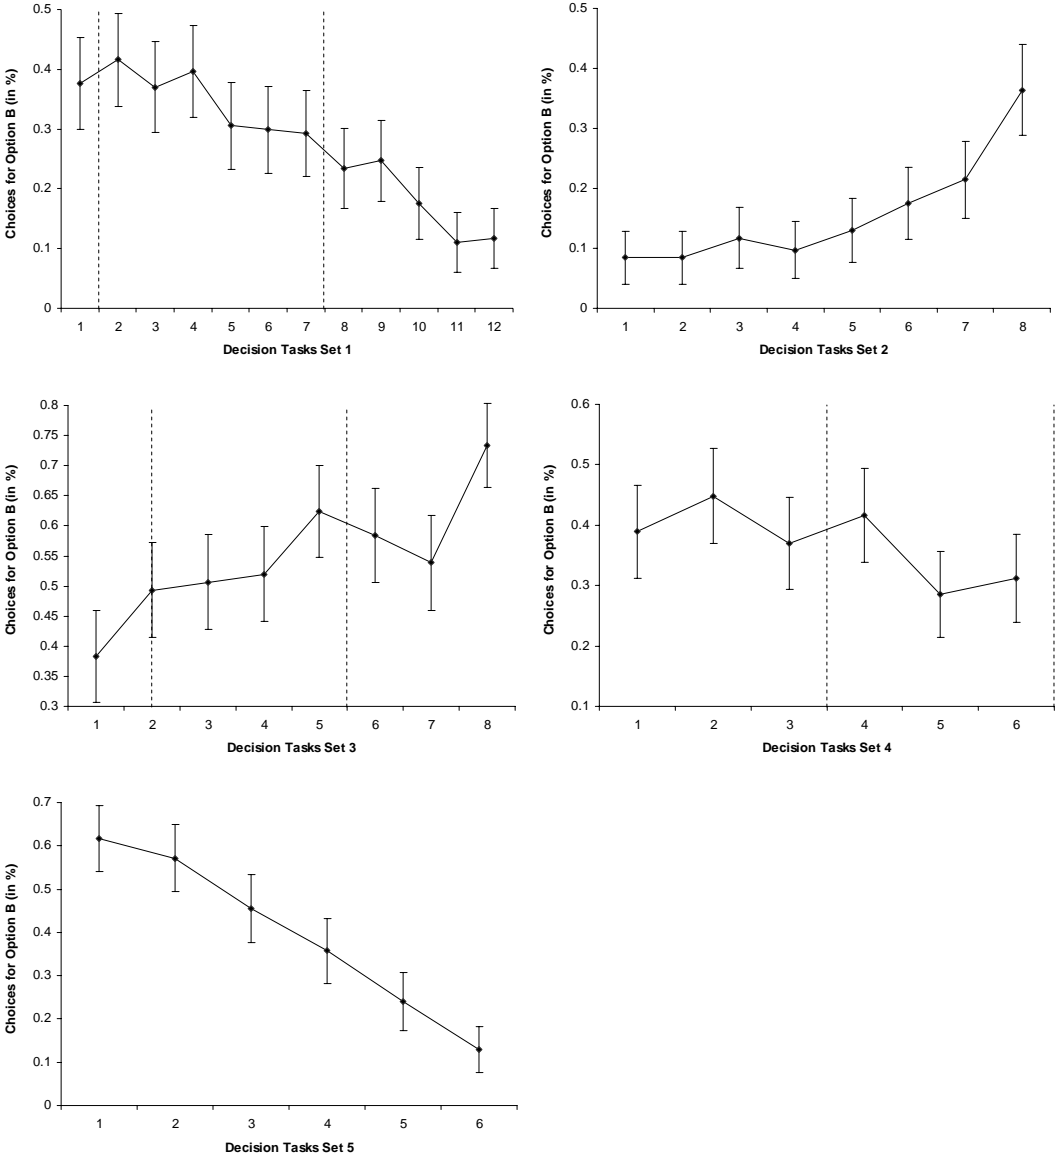 Choices for Option B (in %)
0.5
0.4
0.3
0.2
0.1
0
1 2 3 4 5 6 7 8 9 10 11 12
Decision Tasks Set 1
Choices for Option B (in %)
0.5
0.4
0.3
0.2
0.1
0
1 2 3 4 5 6 7 8
Decision Tasks Set 2
Choices for Option B (in %)
0.8
0.75
0.7
0.65
0.6
0.55
0.5
0.45
0.4
0.35
0.3
1 2 3 4 5 6 7 8
Decision Tasks Set 3
Choices for Option B (in %)
0.6
0.5
0.4
0.3
0.2
0.1
1 2 3 4 5 6
Decision Tasks Set 4
Choices for Option B (in %)
0.7
0.6
0.5
0.4
0.3
0.2
0.1
0
1 2 3 4 5 6
Decision Tasks Set 5